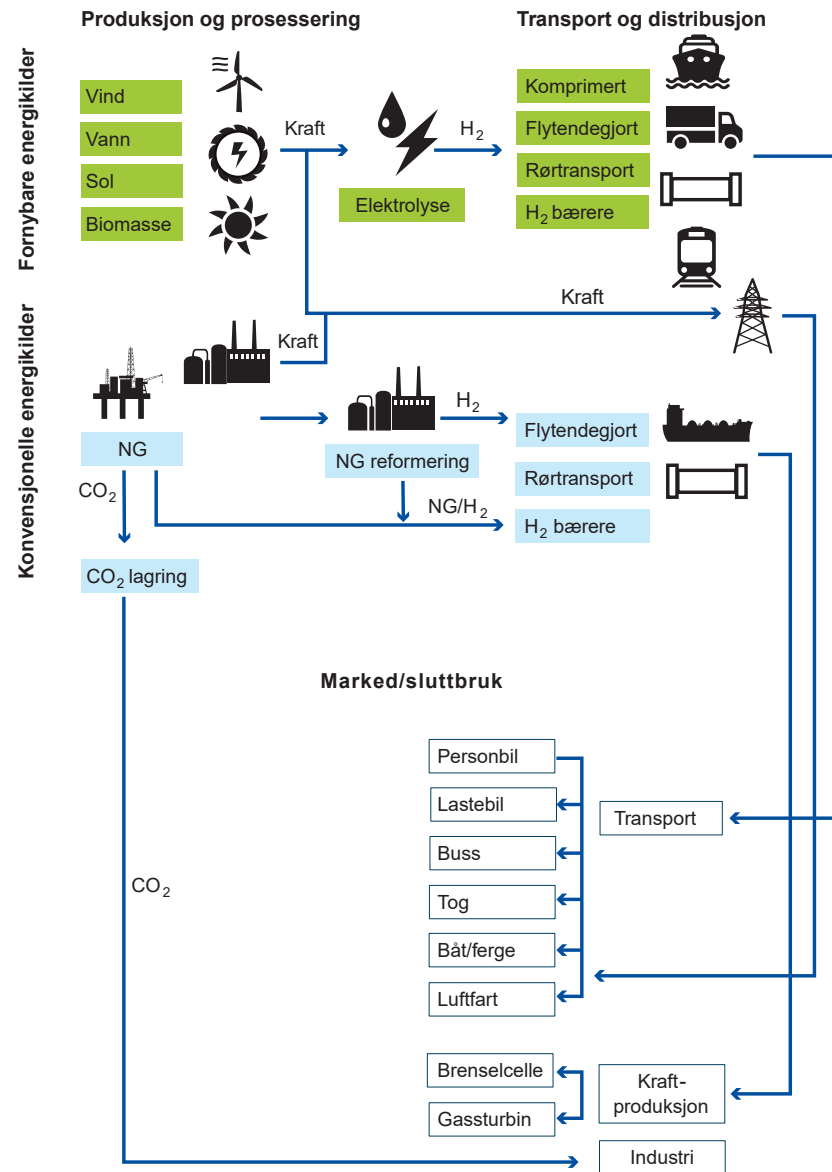 Produksjon og prosessering
Transport og distribusjon
Fornybare energikilder
Vind
Vann
Sol
Biomasse
Kraft
Elektrolyse
H2
Komprimert
Flytendegjort
Rørtransport
H2 bærere
Kraft
Konvensjonelle energikilder
Kraft
NG
NG reformering
H2
Flytendegjort
Rørtransport
H2 bærere
CO2
NG/H2
CO2 lagring
Marked/sluttbruk
Personbil
Lastebil
Buss
Tog
Båt/ferge
Luftfart
Transport
CO2
Brenselcelle
Gassturbin
Kraft-
produksjon
Industri